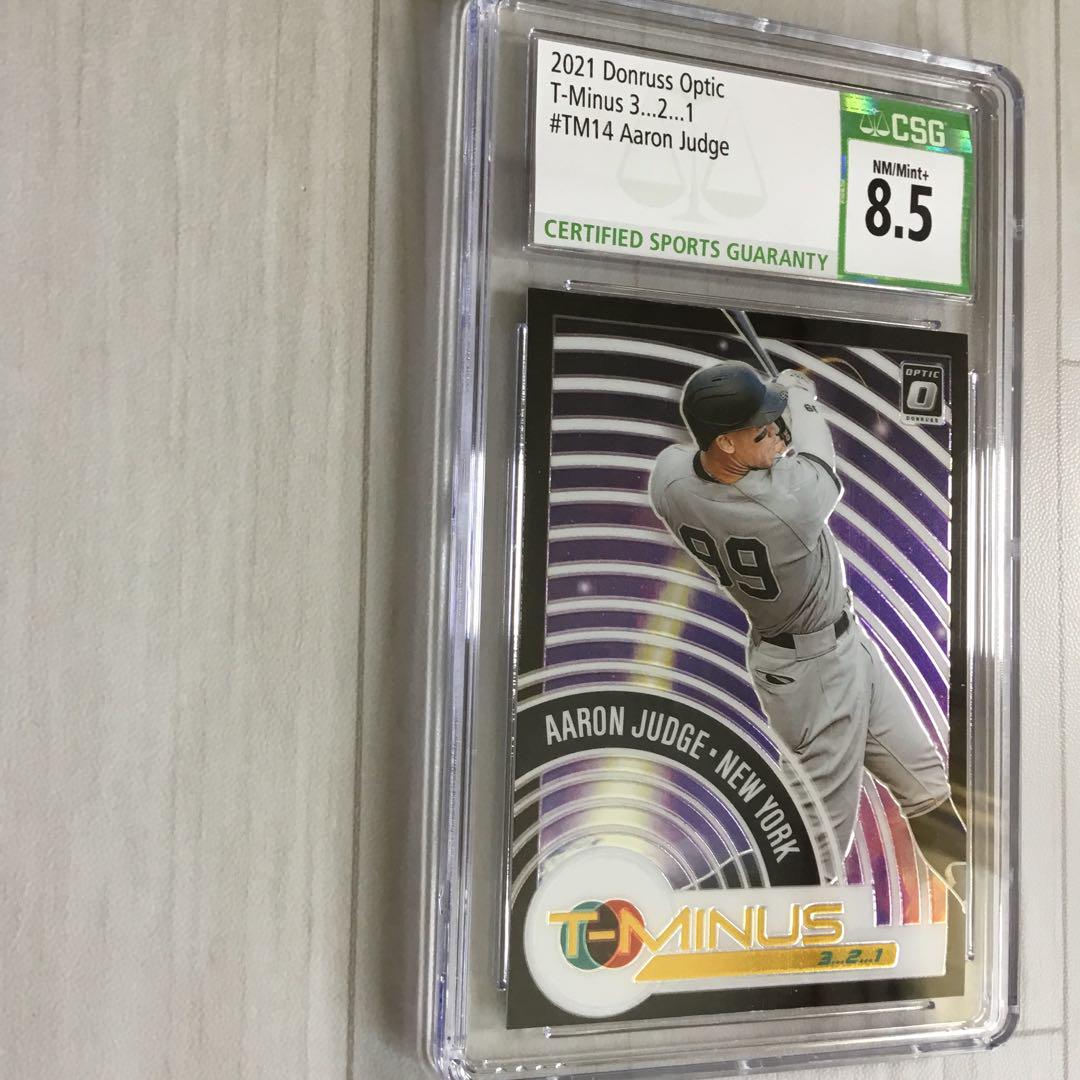 2021 Donruss Optic
T-Minus 3...2...1
#TM14 Aaron Judge
CERTIFIED SPORTS GUARANTY
CSG
NM/Mint+
8.5
OPTIC
O
DONRUSS
99
AARON JUDGE • NEW YORK
T-MINUS
3...2...1